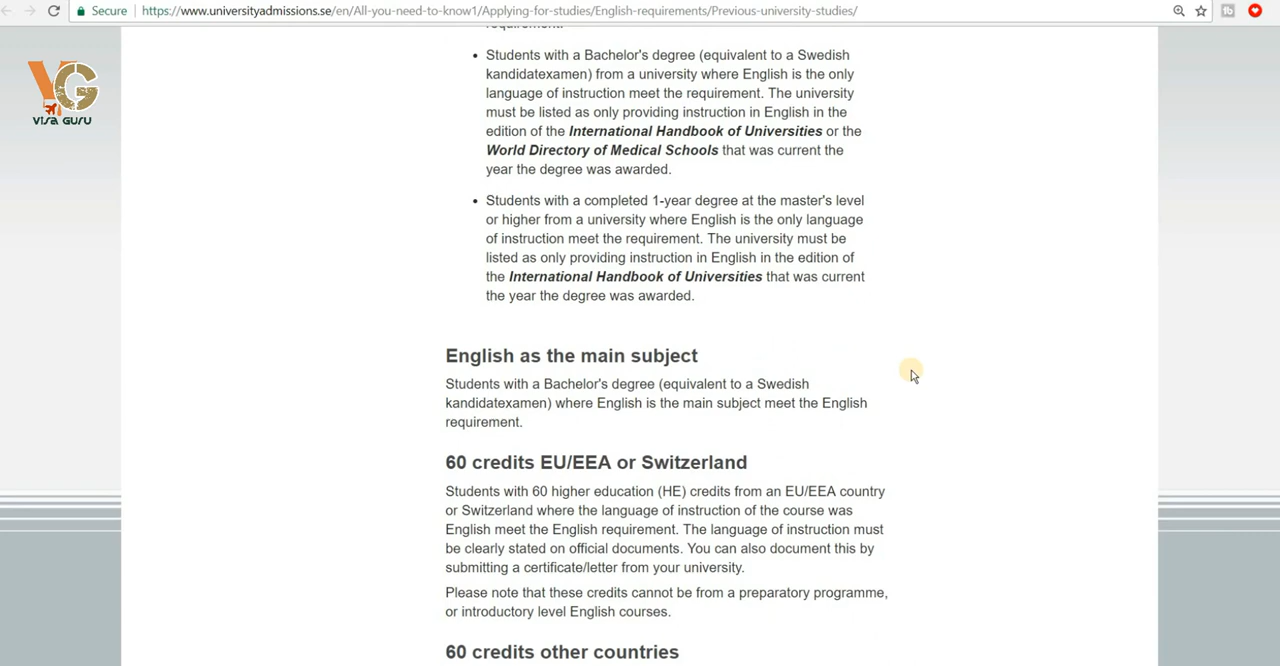 Secure
https://www.universityadmissions.se/en/All-you-need-to-know1/Applying-for-studies/English-requirements/Previous-university-studies/
VG
VISA GURU
requirement.
• Students with a Bachelor's degree (equivalent to a Swedish
kandidatexamen) from a university where English is the only
language of instruction meet the requirement. The university
must be listed as only providing instruction in English in the
edition of the International Handbook of Universities or the
World Directory of Medical Schools that was current the
year the degree was awarded.
• Students with a completed 1-year degree at the master's level
or higher from a university where English is the only language
of instruction meet the requirement. The university must be
listed as only providing instruction in English in the edition of
the International Handbook of Universities that was current
the year the degree was awarded.
English as the main subject
Students with a Bachelor's degree (equivalent to a Swedish
kandidatexamen) where English is the main subject meet the English
requirement.
60 credits EU/EEA or Switzerland
Students with 60 higher education (HE) credits from an EU/EEA country
or Switzerland where the language of instruction of the course was
English meet the English requirement. The language of instruction must
be clearly stated on official documents. You can also document this by
submitting a certificate/letter from your university.
Please note that these credits cannot be from a preparatory programme,
or introductory level English courses.
60 credits other countries